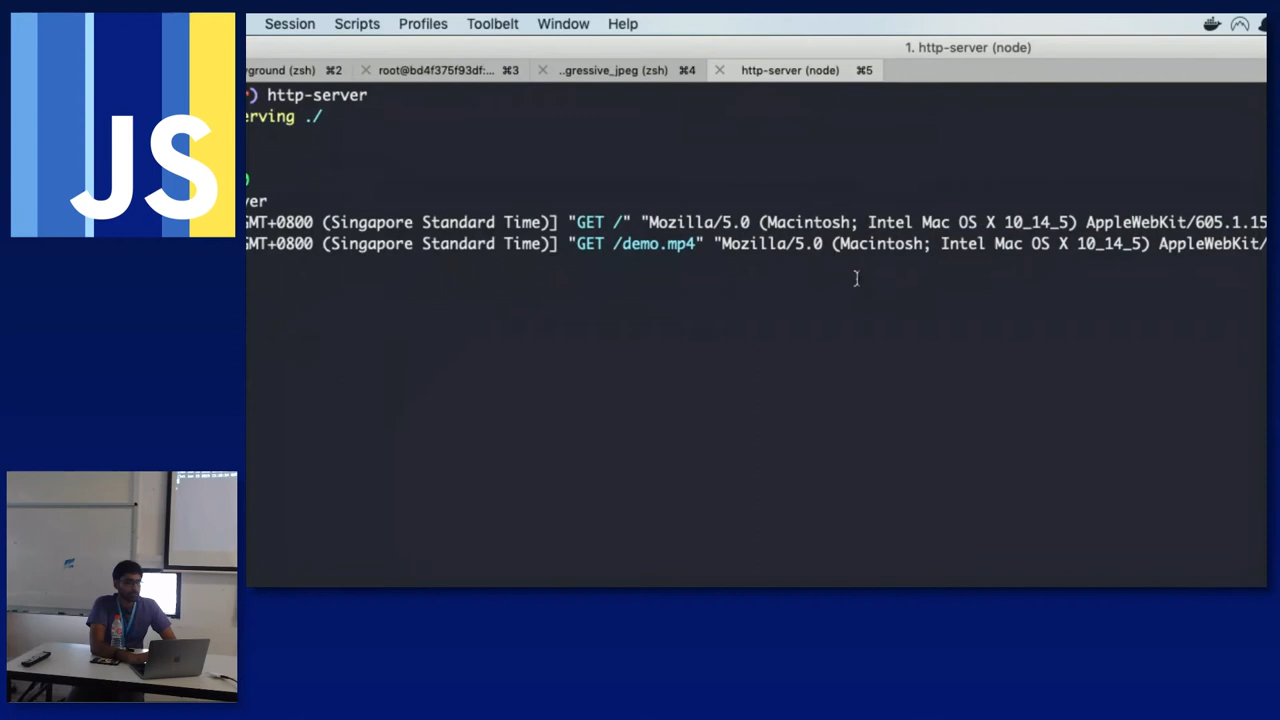 JS
Session Scripts Profiles Toolbelt Window Help
1. http-server (node)
ground (zsh) ⌘2 root@bd4f375f93df:... ⌘3 ..gressive_jpeg (zsh) ⌘4 http-server (node) ⌘5
) http-server
erving ./
ver
GMT+0800 (Singapore Standard Time)] "GET /" "Mozilla/5.0 (Macintosh; Intel Mac OS X 10_14_5) AppleWebKit/605.1.15
GMT+0800 (Singapore Standard Time)] "GET /demo.mp4" "Mozilla/5.0 (Macintosh; Intel Mac OS X 10_14_5) AppleWebKit/